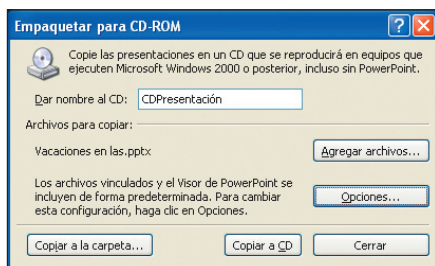 Empaquetar para CD-ROM
Copie las presentaciones en un CD que se reproducirá en equipos que
ejecuten Microsoft Windows 2000 o posterior, incluso sin PowerPoint.
Dar nombre al CD: CDPresentación
Archivos para copiar:
Vacaciones en las.pptx
Agregar archivos...
Los archivos vinculados y el Visor de PowerPoint se
incluyen de forma predeterminada. Para cambiar
esta configuración, haga clic en Opciones.
Opciones...
Copiar a la carpeta...
Copiar a CD
Cerrar